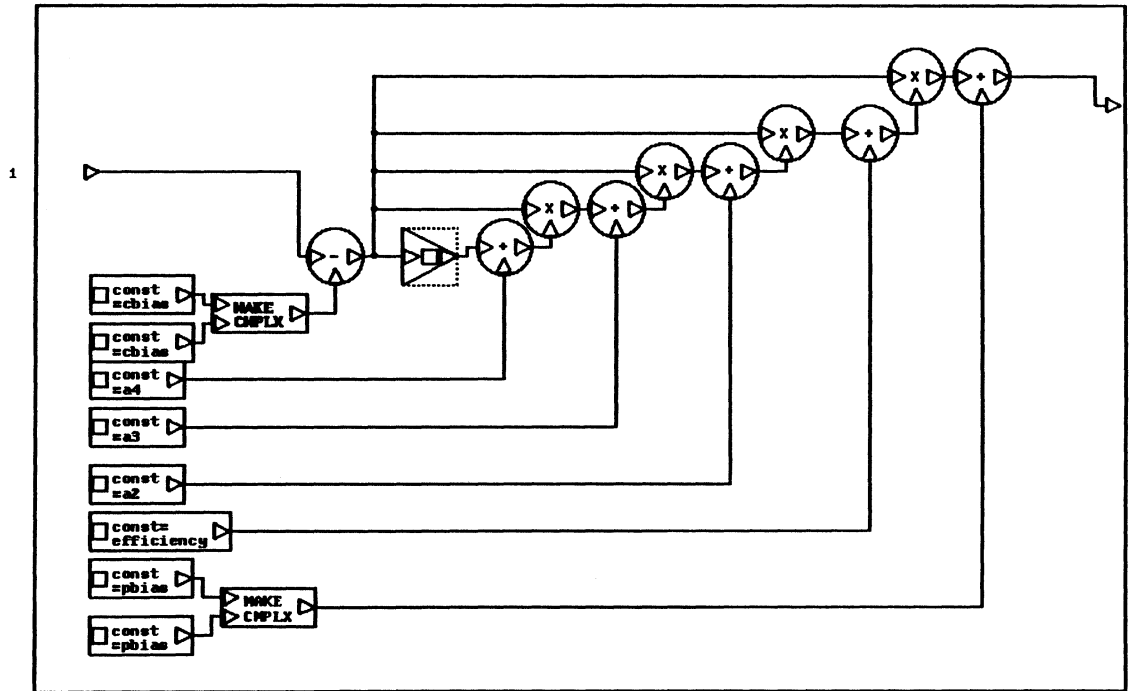 x +
x +
1
x +
x +
- +
const
=cbias
MAKE
CMPLX
const
=cbias
const
=a4
const
=a3
const
=a2
const=
efficiency
const
=pbias
MAKE
CMPLX
const
=pbias